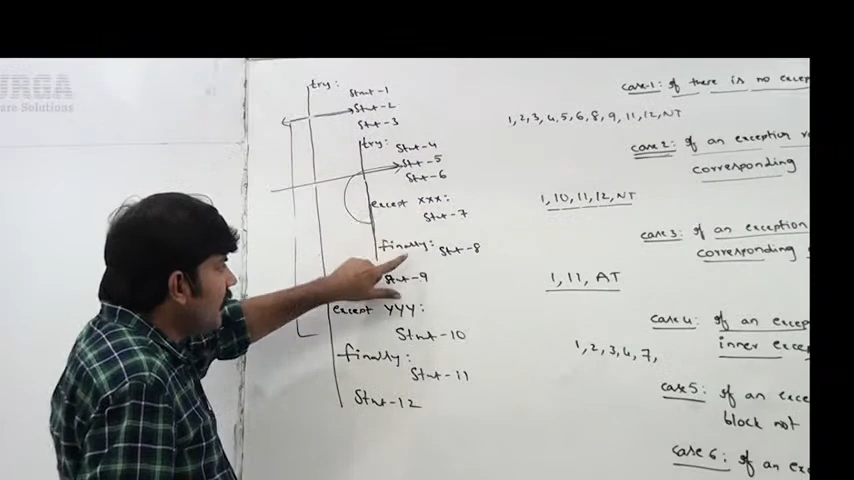 URGA
are Solutions
try:
Stmt-1
Stmt-2
Stmt-3
try: Stmt-4
Stmt-5
Stmt-6
except xxx:
Stmt-7
finally: Stmt-8
Stmt-9
except YYY:
Stmt-10
finally:
Stmt-11
Stmt-12
case-1: If there is no excep
1,2,3,4,5,6,8,9,11,12,NT
case 2: If an exception r
corresponding
1,10,11,12,NT
case 3: If an exception
corresponding
1,11, AT
case 4: If an excep
inner excep
1,2,3,4,7,
case 5: If an exce
block not
case 6: If an ex